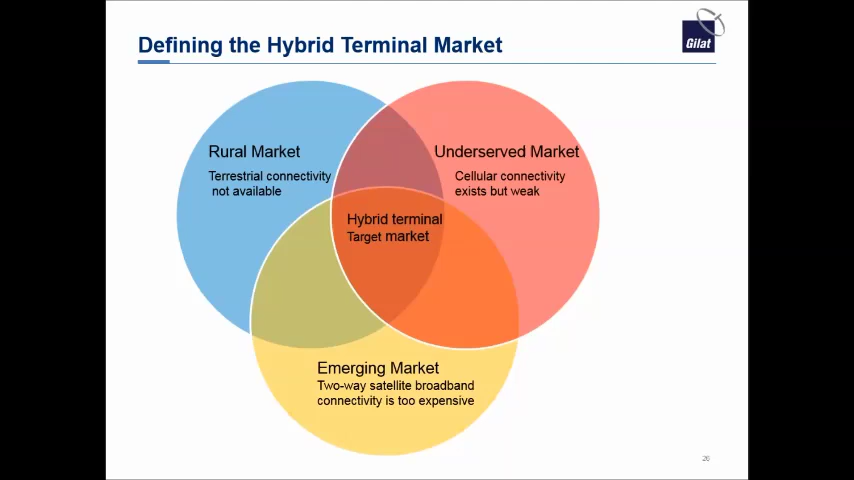 Defining the Hybrid Terminal Market
Gilat
Rural Market
Terrestrial connectivity
not available
Underserved Market
Cellular connectivity
exists but weak
Hybrid terminal
Target market
Emerging Market
Two-way satellite broadband
connectivity is too expensive
26